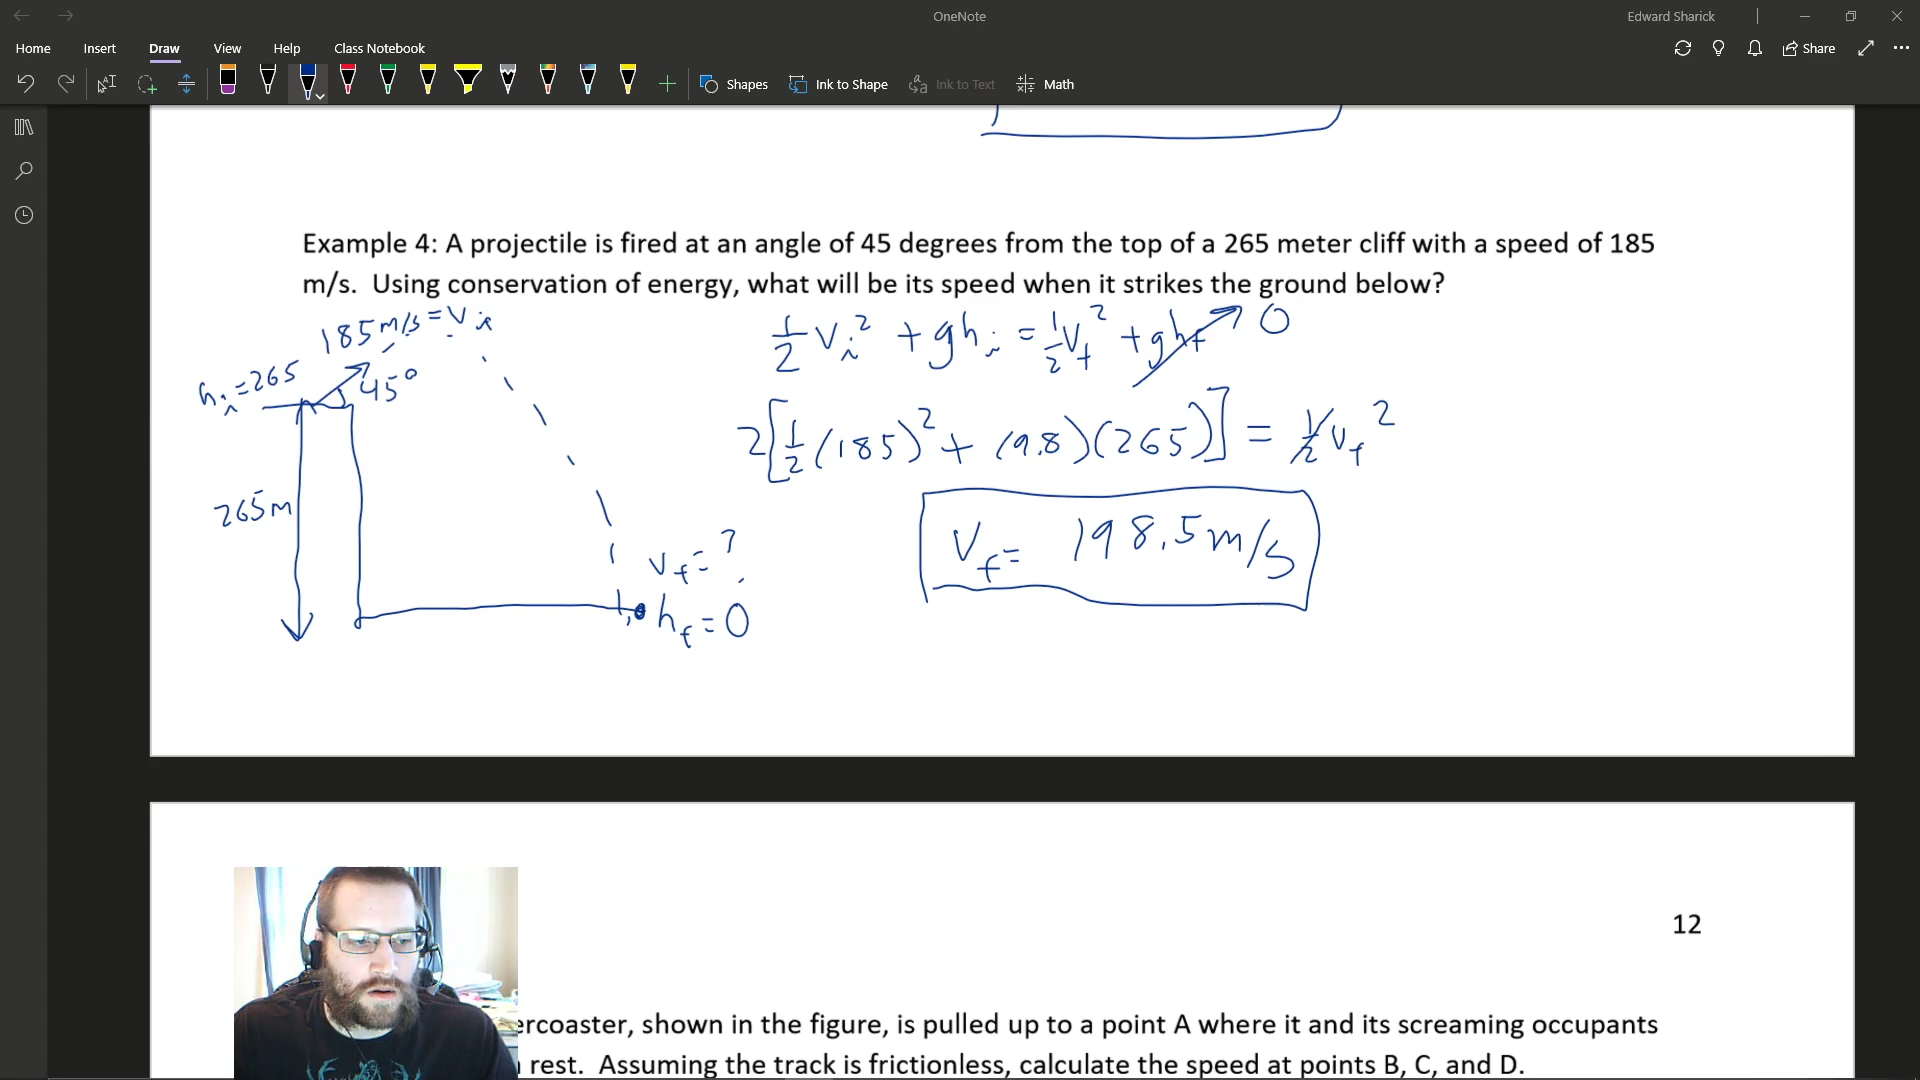 OneNote
Edward Sharick
Home Insert Draw View Help Class Notebook
Share
Shapes Ink to Shape Ink to Text Math
Example 4: A projectile is fired at an angle of 45 degrees from the top of a 265 meter cliff with a speed of 185
m/s. Using conservation of energy, what will be its speed when it strikes the ground below?
185 m/s = Vi
hi = 265
45°
265m
vf = ?
hf = 0
1/2 Vi² + ghi = 1/2 Vf² + ghf 0
2[1/2 (185)² + (9.8)(265)] = 1/2 Vf²
Vf = 198.5 m/s
12
ercoaster, shown in the figure, is pulled up to a point A where it and its screaming occupants
rest. Assuming the track is frictionless, calculate the speed at points B, C, and D.